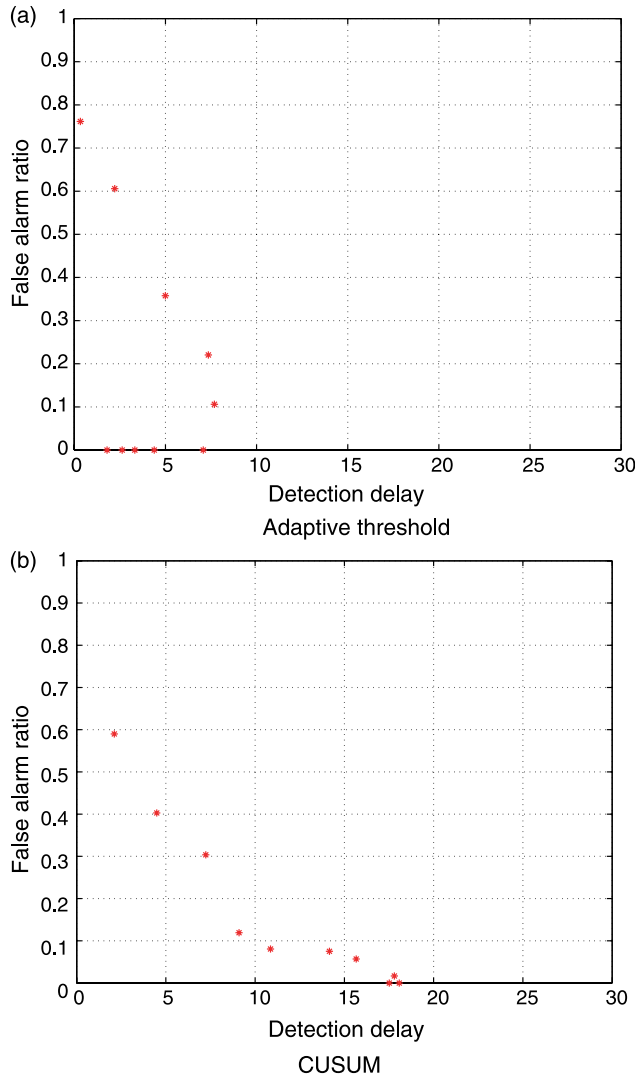 (a)
1
0.9
0.8
0.7
0.6
0.5
0.4
0.3
0.2
0.1
0
False alarm ratio
0 5 10 15 20 25 30
Detection delay
Adaptive threshold
(b)
1
0.9
0.8
0.7
0.6
0.5
0.4
0.3
0.2
0.1
0
False alarm ratio
0 5 10 15 20 25 30
Detection delay
CUSUM